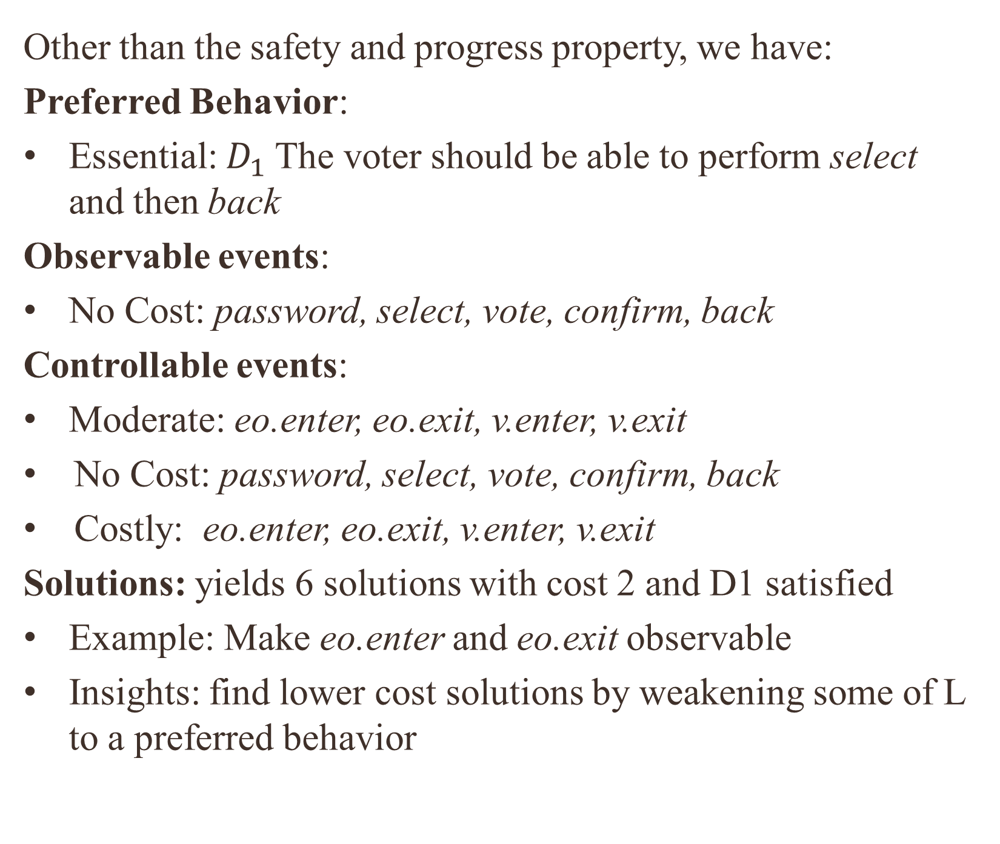 Other than the safety and progress property, we have:
Preferred Behavior:
• Essential: D₁ The voter should be able to perform select
and then back
Observable events:
• No Cost: password, select, vote, confirm, back
Controllable events:
• Moderate: eo.enter, eo.exit, v.enter, v.exit
• No Cost: password, select, vote, confirm, back
• Costly: eo.enter, eo.exit, v.enter, v.exit
Solutions: yields 6 solutions with cost 2 and D1 satisfied
• Example: Make eo.enter and eo.exit observable
• Insights: find lower cost solutions by weakening some of L
to a preferred behavior